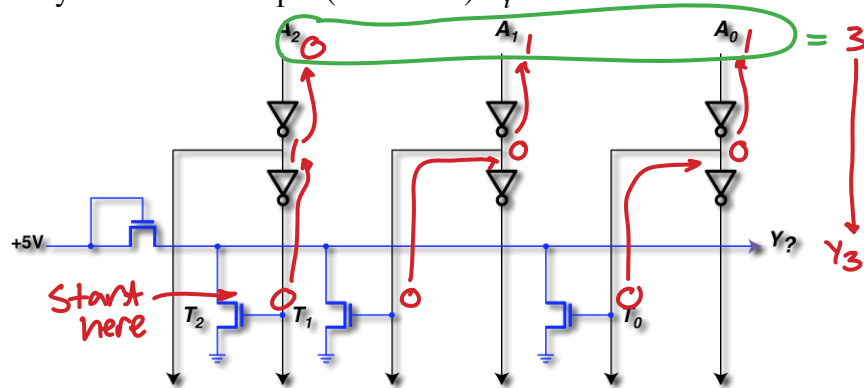 y ... i
A2 0 A1 1 A0 1 = 3
1 0 0
+5V Y? Y3
Start here T2 0 T1 0 0 T0